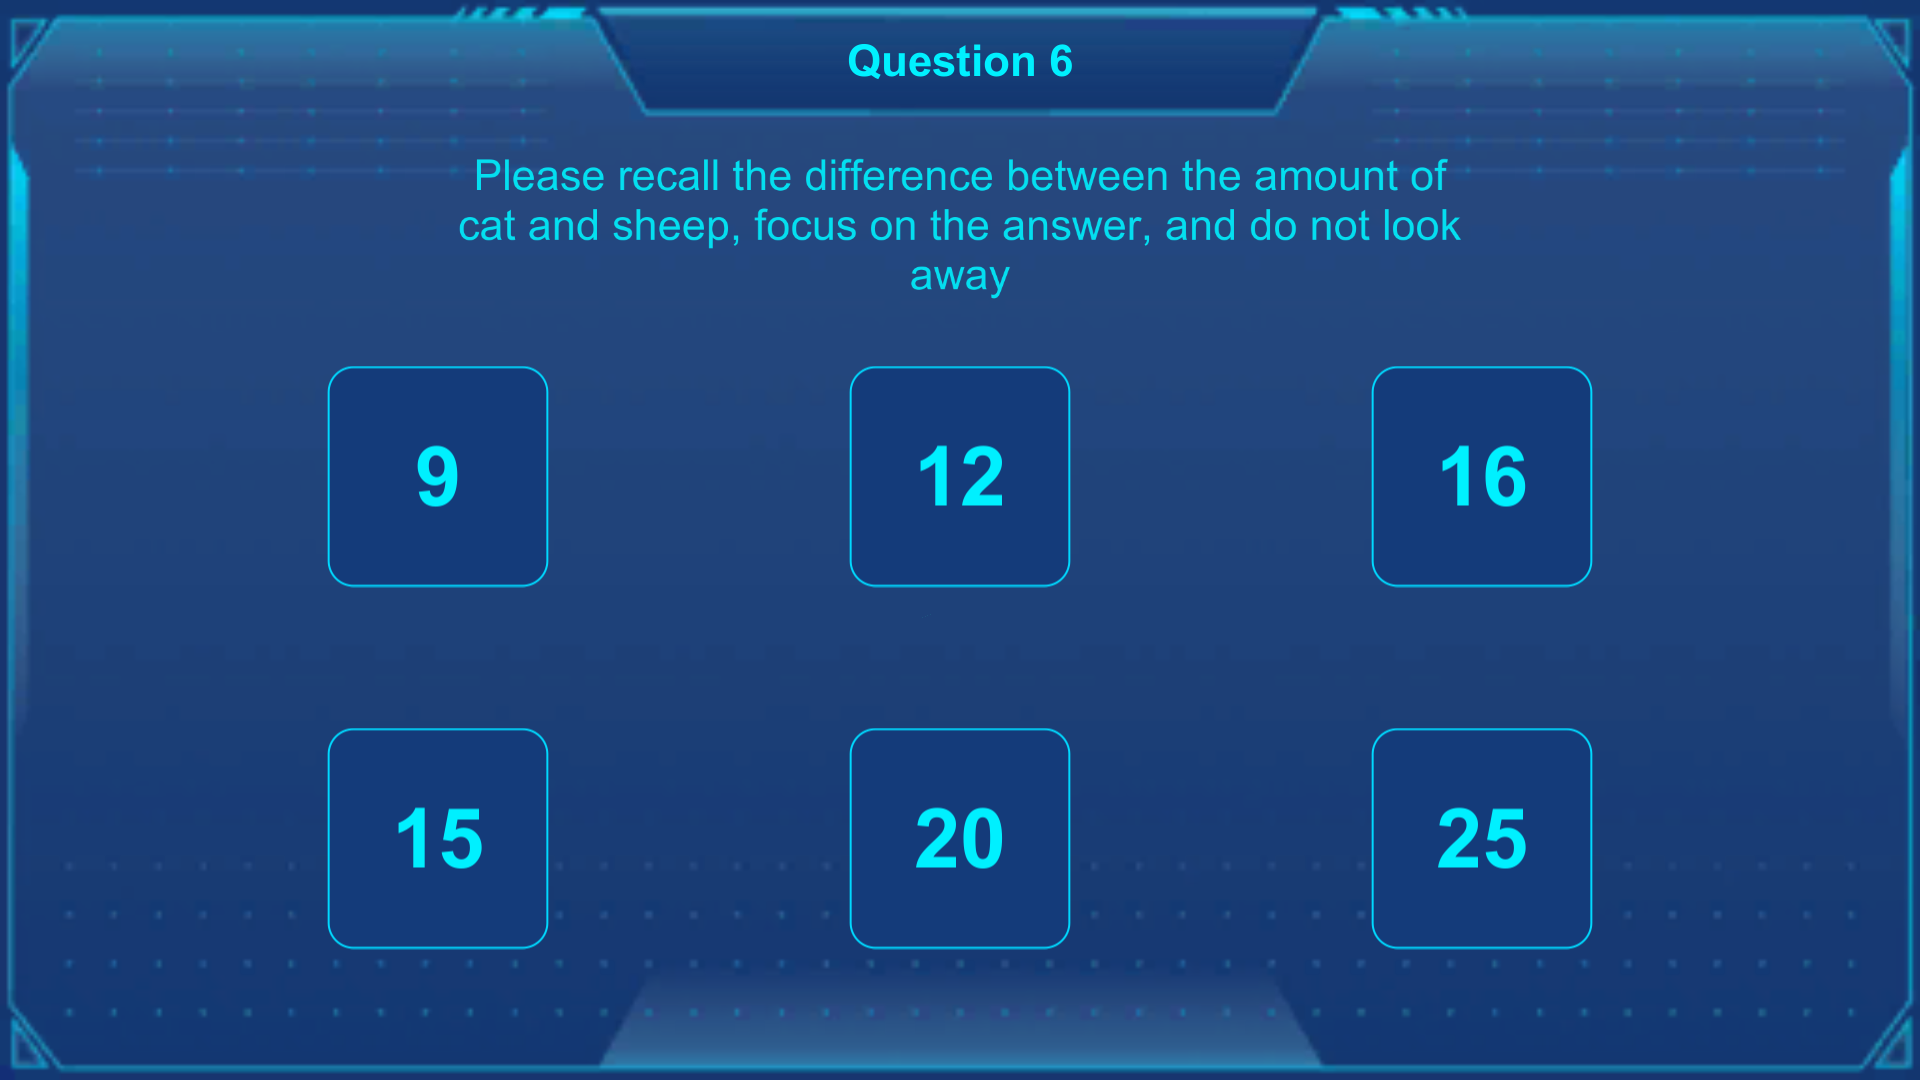 Question 6
Please recall the difference between the amount of
cat and sheep, focus on the answer, and do not look
away
9
12
16
15
20
25